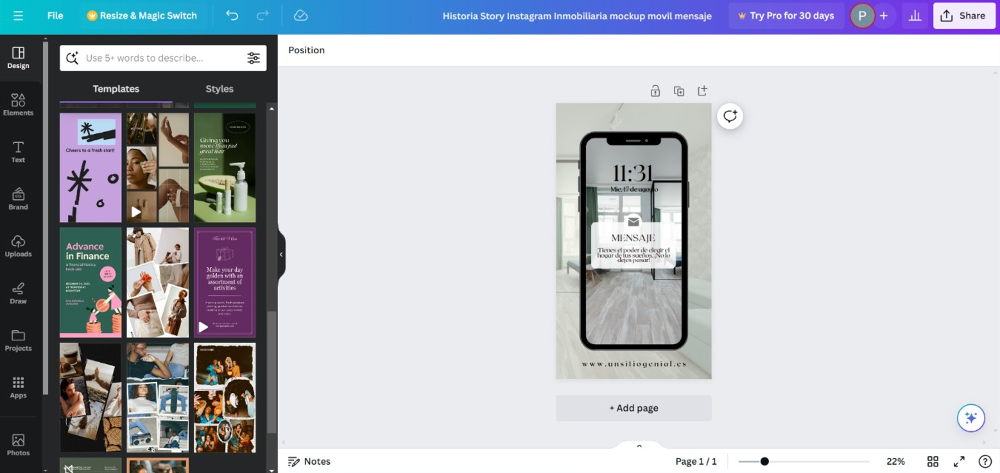 File
Resize & Magic Switch
Historia Story Instagram Inmobiliaria mockup movil mensaje
Try Pro for 30 days
P
+
Share
Design
Elements
Text
CO.
Brand
Uploads
Draw
Projects
Apps
Photos
Use 5+ words to describe...
Templates
Styles
Cheers to a fresh start!
Giving you
more than just
great hair
Advance
in Finance
A financial literacy
book sale
Make your day
golden with an
assortment of
activities
Position
11:31
Mie, 17 de agosto
MENSAJE
Tienes el poder de elegir el
hogar de tus sueños. ¡No lo
dejes pasar!
www.unsitiogenial.es
+ Add page
Notes
Page 1 / 1
22%
?